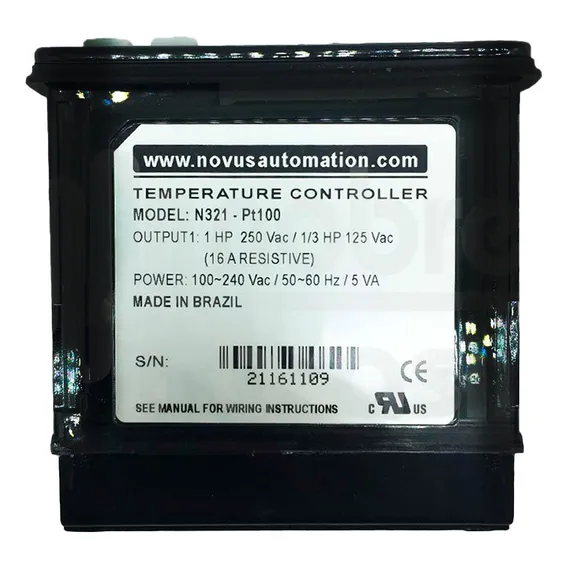 www.novusautomation.com
TEMPERATURE CONTROLLER
MODEL: N321 - Pt100
OUTPUT1: 1 HP 250 Vac / 1/3 HP 125 Vac
(16 A RESISTIVE)
POWER: 100~240 Vac / 50~60 Hz / 5 VA
MADE IN BRAZIL
S/N:
21161109
CE
SEE MANUAL FOR WIRING INSTRUCTIONS
C RU US